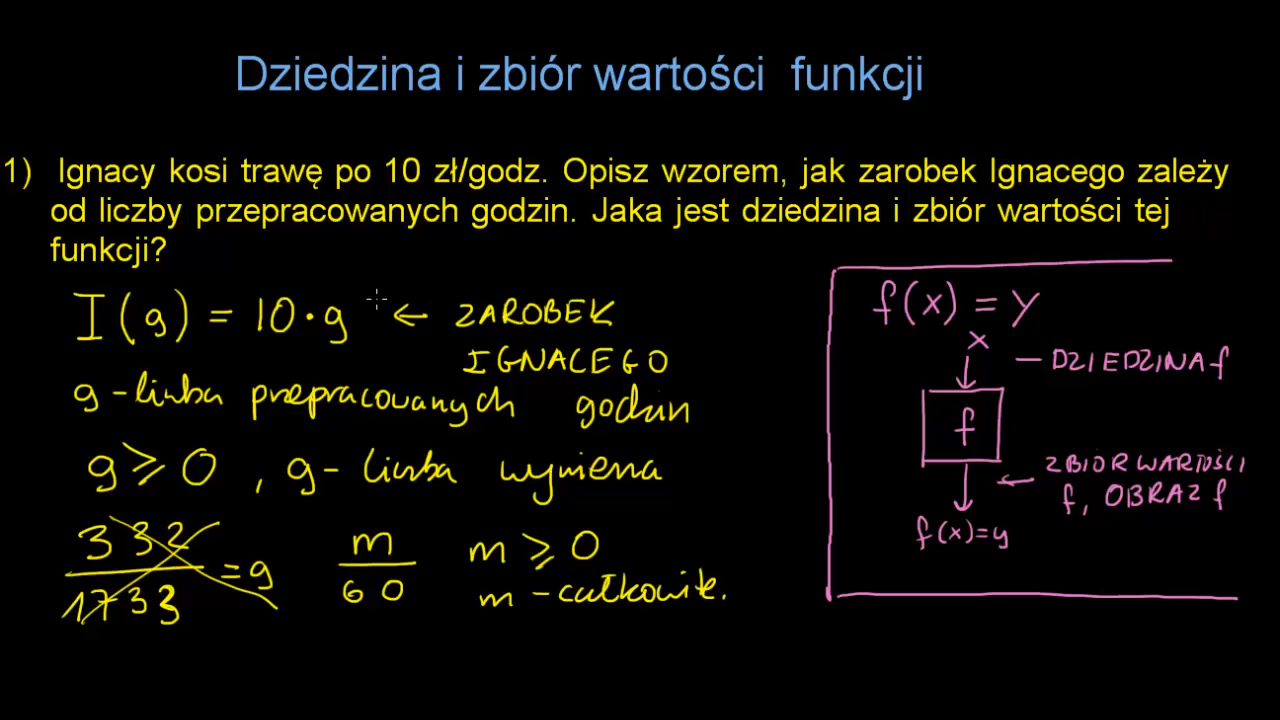 Dziedzina i zbiór wartości funkcji
1) Ignacy kosi trawę po 10 zł/godz. Opisz wzorem, jak zarobek Ignacego zależy
od liczby przepracowanych godzin. Jaka jest dziedzina i zbiór wartości tej
funkcji?
I(g) = 10·g ← ZAROBEK
IGNACEGO
g - liczba przepracowanych godzin
g ⩾ 0, g - liczba wymierna
332/1733 = g m/60 m ⩾ 0
m - całkowite.
f(x) = y
x
— DZIEDZINA f
f
ZBIÓR WARTOŚCI
f, OBRAZ f
f(x)=y